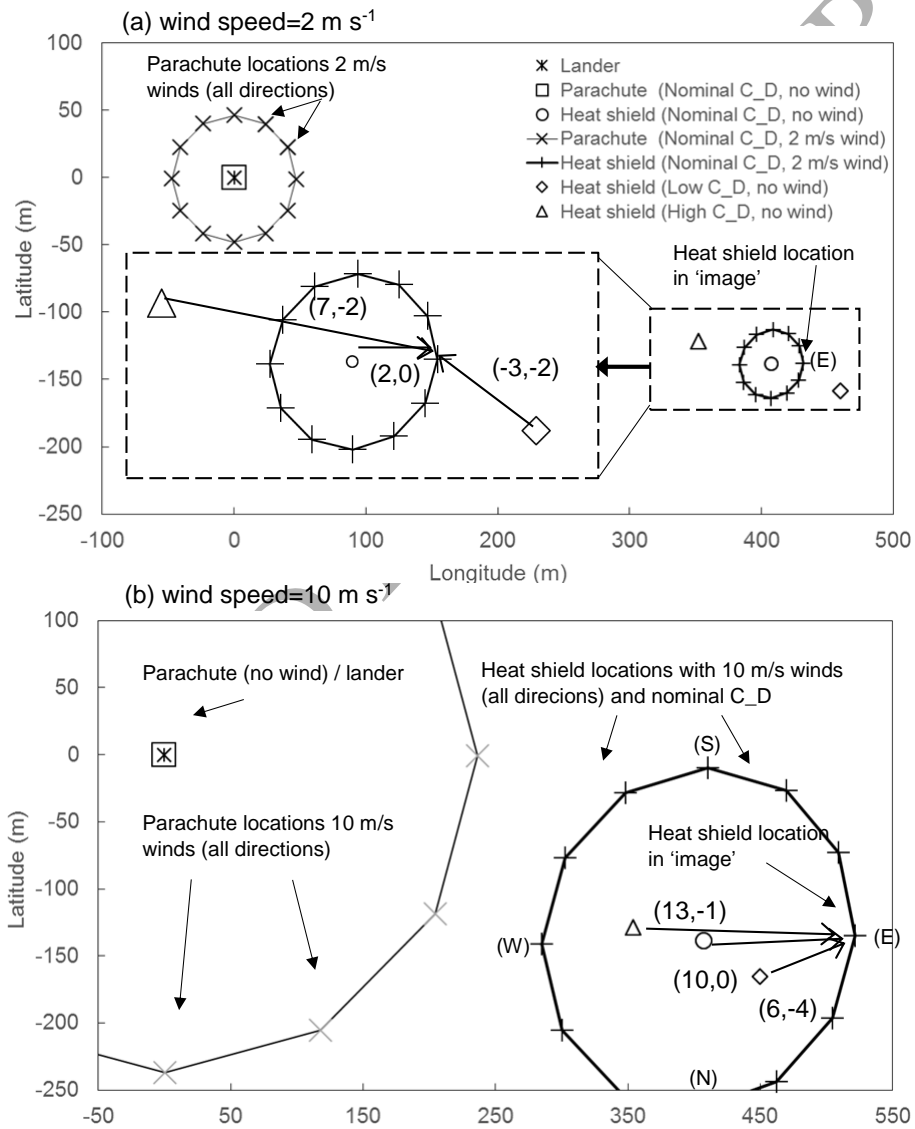 (a) wind speed=2 m s⁻¹
100
50
0
-50
-100
-150
-200
-250
Latitude (m)
Parachute locations 2 m/s
winds (all directions)
Lander
Parachute (Nominal C_D, no wind)
Heat shield (Nominal C_D, no wind)
Parachute (Nominal C_D, 2 m/s wind)
Heat shield (Nominal C_D, 2 m/s wind)
Heat shield (Low C_D, no wind)
Heat shield (High C_D, no wind)
Heat shield location
in ‘image’
(7,-2)
(2,0)
(-3,-2)
(E)
-100
0
100
200
300
400
500
Longitude (m)
(b) wind speed=10 m s⁻¹
100
50
0
-50
-100
-150
-200
-250
Latitude (m)
Parachute (no wind) / lander
Heat shield locations with 10 m/s winds
(all direcions) and nominal C_D
(S)
Parachute locations 10 m/s
winds (all directions)
Heat shield location
in ‘image’
(13,-1)
(W)
(E)
(10,0)
(6,-4)
(N)
-50
50
150
250
350
450
550